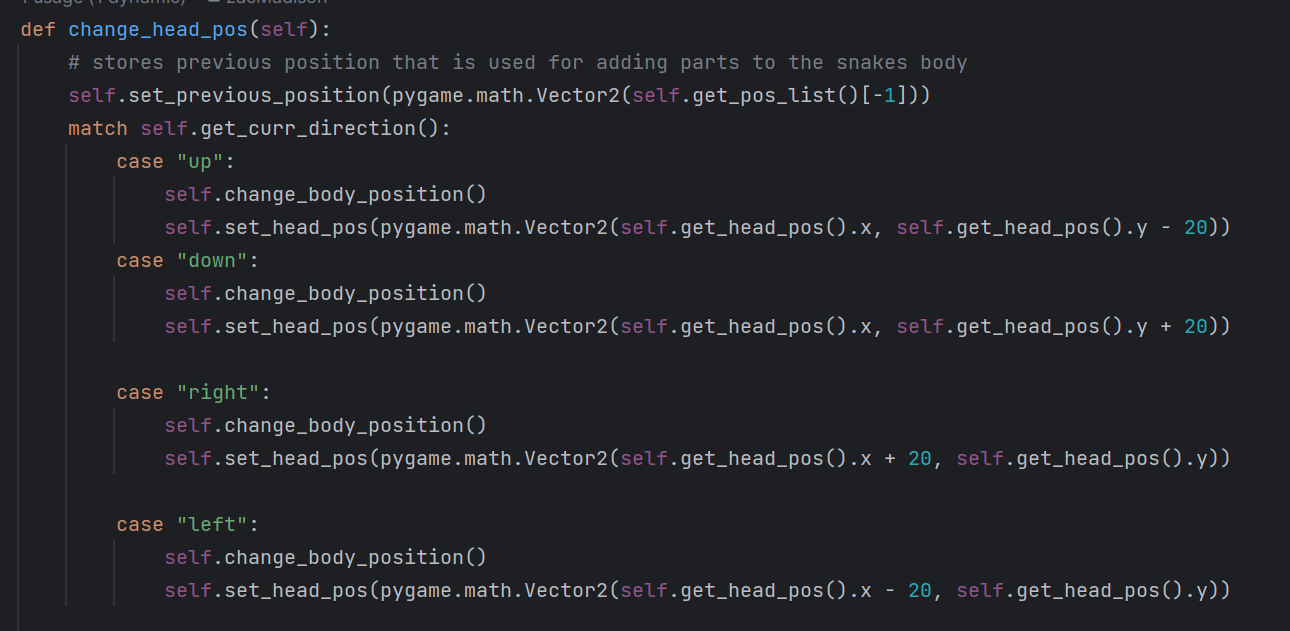 def change_head_pos(self):
    # stores previous position that is used for adding parts to the snakes body
    self.set_previous_position(pygame.math.Vector2(self.get_pos_list()[-1]))
    match self.get_curr_direction():
        case "up":
            self.change_body_position()
            self.set_head_pos(pygame.math.Vector2(self.get_head_pos().x, self.get_head_pos().y - 20))
        case "down":
            self.change_body_position()
            self.set_head_pos(pygame.math.Vector2(self.get_head_pos().x, self.get_head_pos().y + 20))
        case "right":
            self.change_body_position()
            self.set_head_pos(pygame.math.Vector2(self.get_head_pos().x + 20, self.get_head_pos().y))
        case "left":
            self.change_body_position()
            self.set_head_pos(pygame.math.Vector2(self.get_head_pos().x - 20, self.get_head_pos().y))